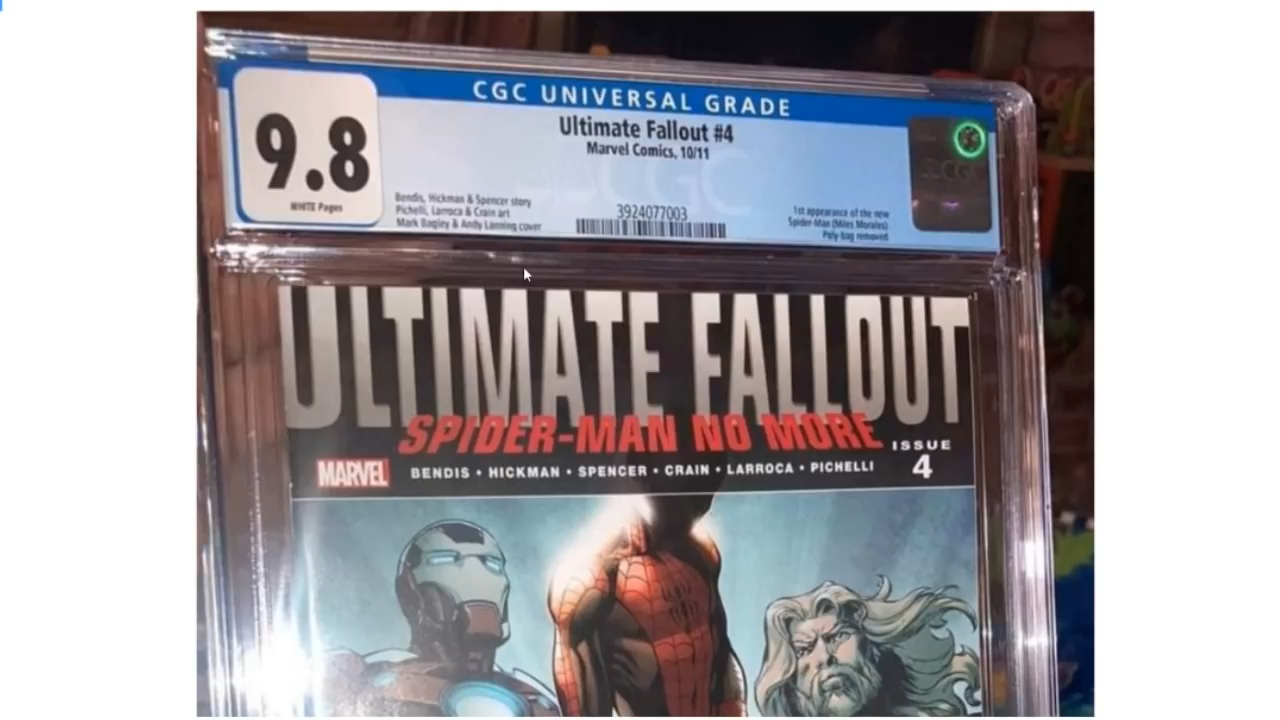 CGC UNIVERSAL GRADE
9.8
WHITE Pages
Ultimate Fallout #4
Marvel Comics, 10/11
Bendis, Hickman & Spencer story
Pichelli, Larroca & Crain art
Mark Bagley & Andy Lanning cover
3924077003
1st appearance of the new
Spider-Man (Miles Morales).
Poly-bag removed
CGC
CGC
ULTIMATE FALLOUT
SPIDER-MAN NO MORE
ISSUE
4
MARVEL
BENDIS • HICKMAN • SPENCER • CRAIN • LARROCA • PICHELLI